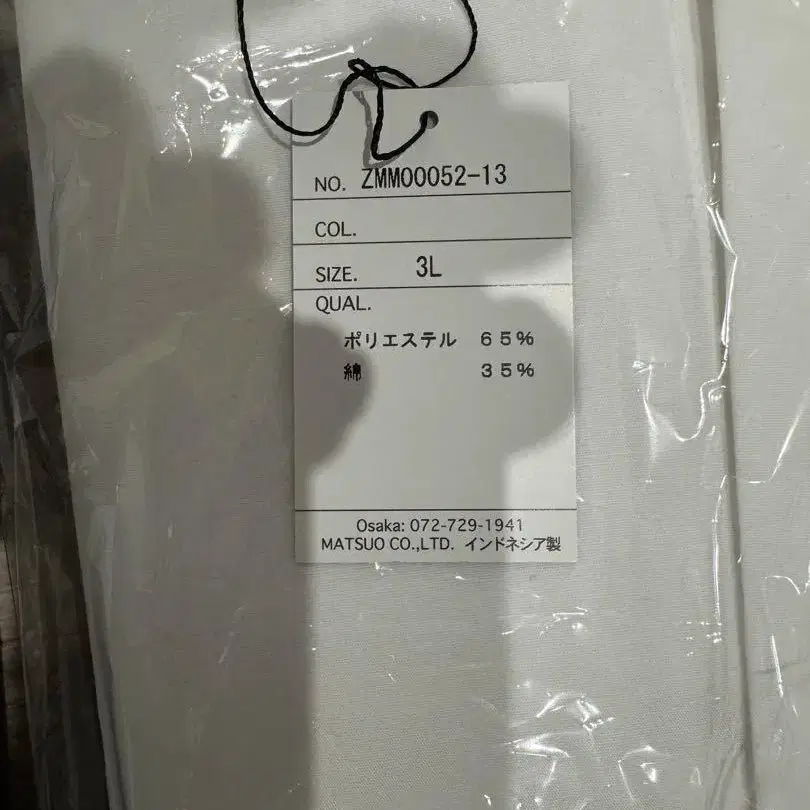 NO. ZMM00052-13
COL.
SIZE. 3L
QUAL.
ポリエステル 65%
綿 35%
Osaka: 072-729-1941
MATSUO CO.,LTD. インドネシア製